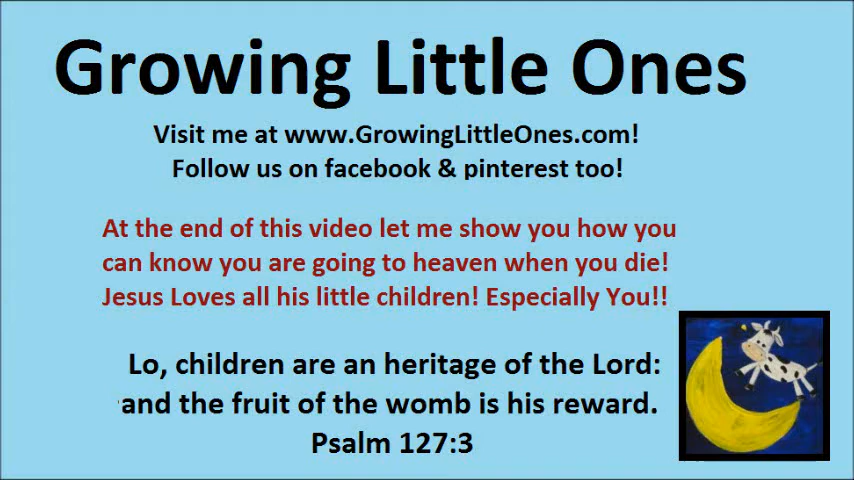 Growing Little Ones
Visit me at www.GrowingLittleOnes.com!
Follow us on facebook & pinterest too!
At the end of this video let me show you how you
can know you are going to heaven when you die!
Jesus Loves all his little children! Especially You!!
Lo, children are an heritage of the Lord:
and the fruit of the womb is his reward.
Psalm 127:3